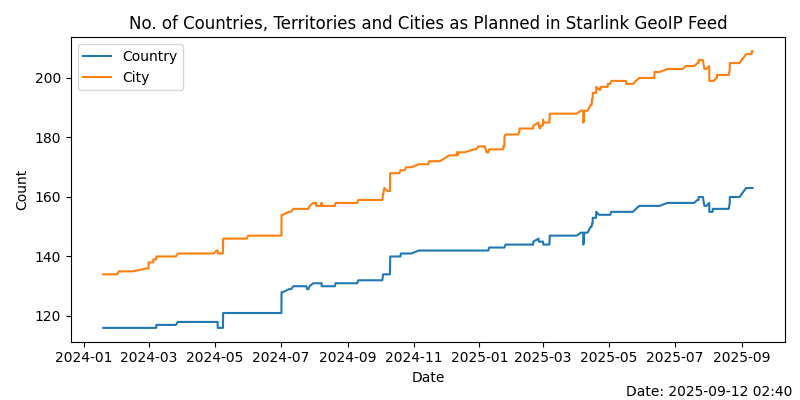 No. of Countries, Territories and Cities as Planned in Starlink GeoIP Feed
Country
City
Count
200
180
160
140
120
2024-01 2024-03 2024-05 2024-07 2024-09 2024-11 2025-01 2025-03 2025-05 2025-07 2025-09
Date
Date: 2025-09-12 02:40